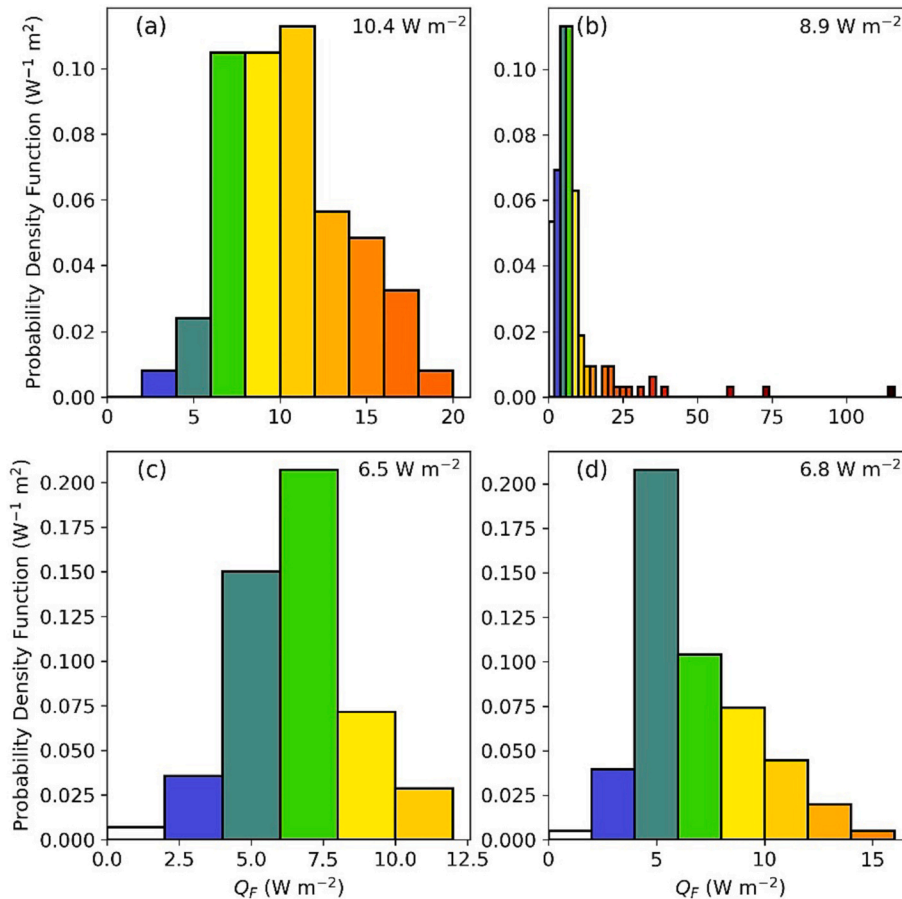 (a) 10.4 W m⁻²
(b) 8.9 W m⁻²
Probability Density Function (W⁻¹ m²)
0.10
0.08
0.06
0.04
0.02
0.00
0 5 10 15 20
0.10
0.08
0.06
0.04
0.02
0.00
0 25 50 75 100
(c) 6.5 W m⁻²
(d) 6.8 W m⁻²
Probability Density Function (W⁻¹ m²)
0.200
0.175
0.150
0.125
0.100
0.075
0.050
0.025
0.000
0.0 2.5 5.0 7.5 10.0 12.5
Q_F (W m⁻²)
0.200
0.175
0.150
0.125
0.100
0.075
0.050
0.025
0.000
0 5 10 15
Q_F (W m⁻²)